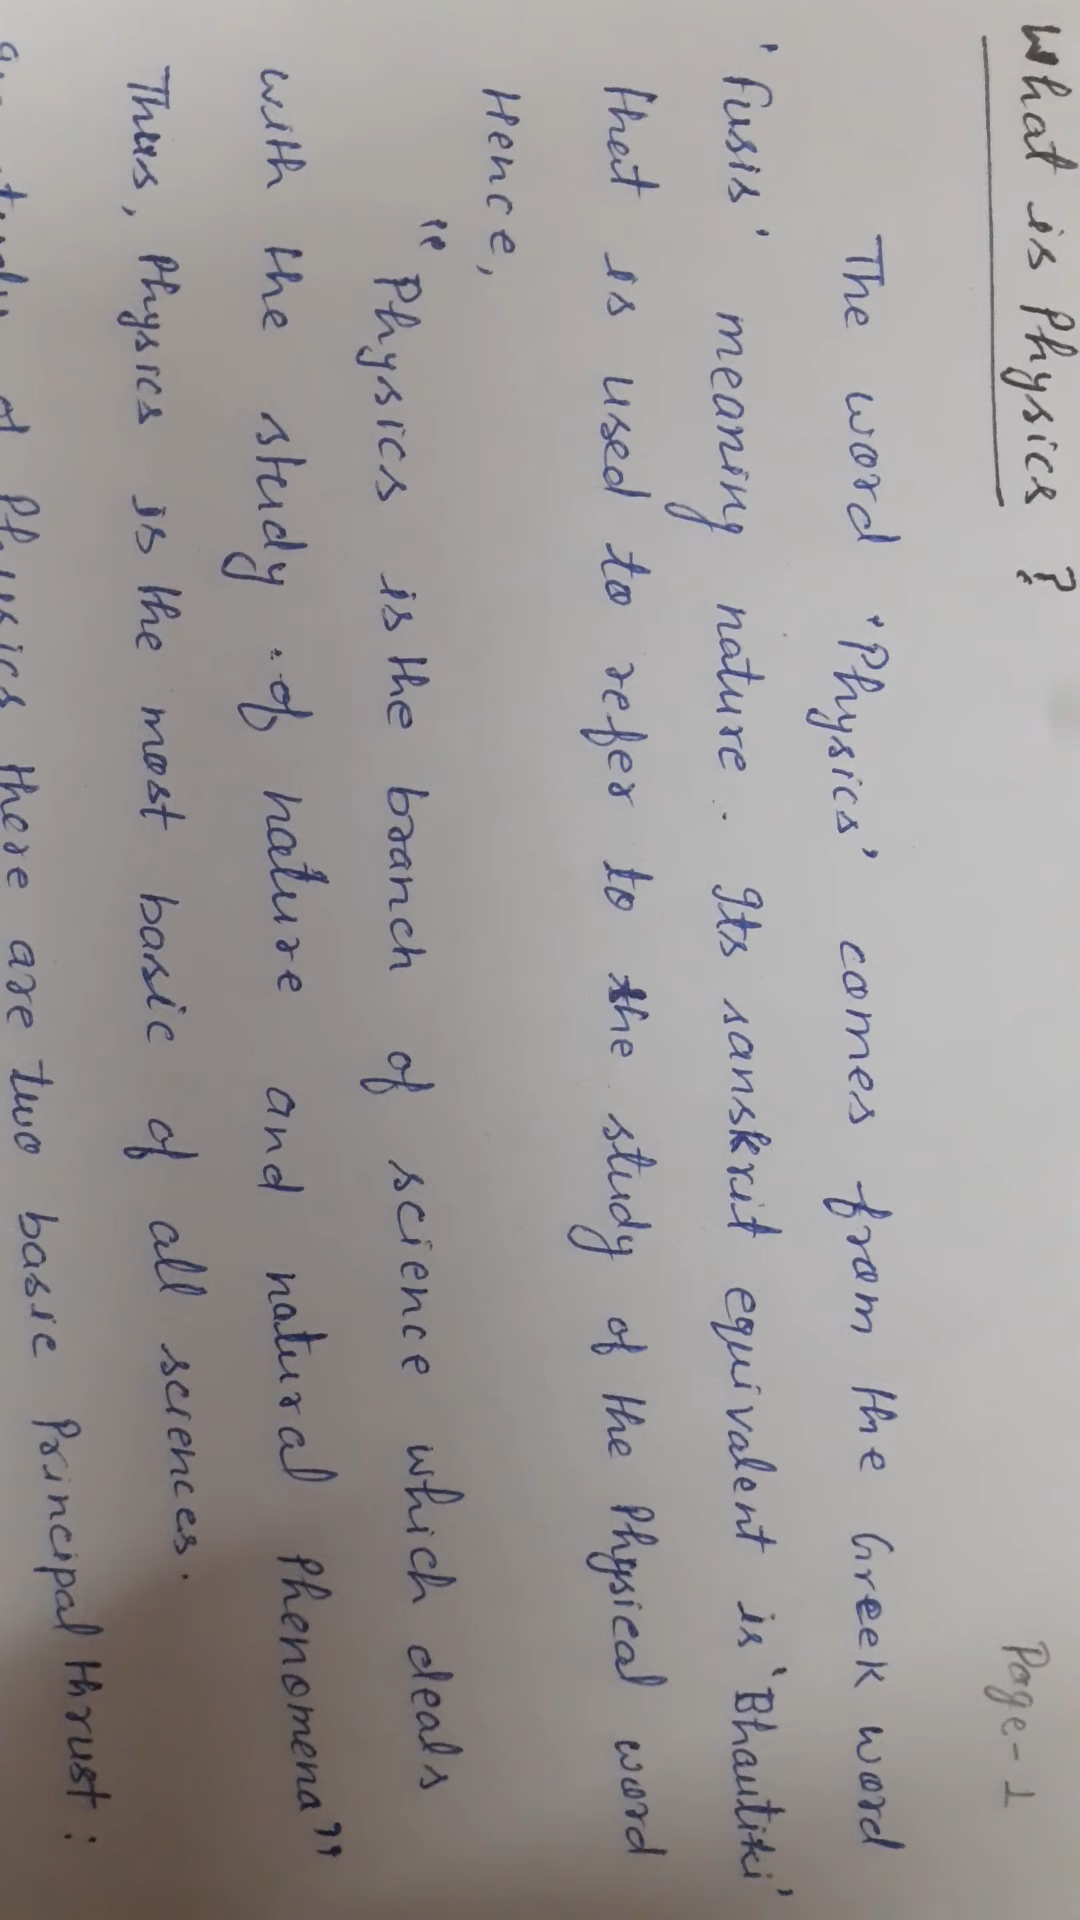 Page-1
What is Physics ?
The word 'Physics' comes from the Greek word
'fusis' meaning nature. Its sanskrit equivalent is 'Bhautiki'
that is used to refer to the study of the Physical word
Hence,
"Physics is the branch of science which deals
with the study of nature and natural Phenomena"
Thus, Physics is the most basic of all sciences.
of Physics there are two basic Principal thrust :